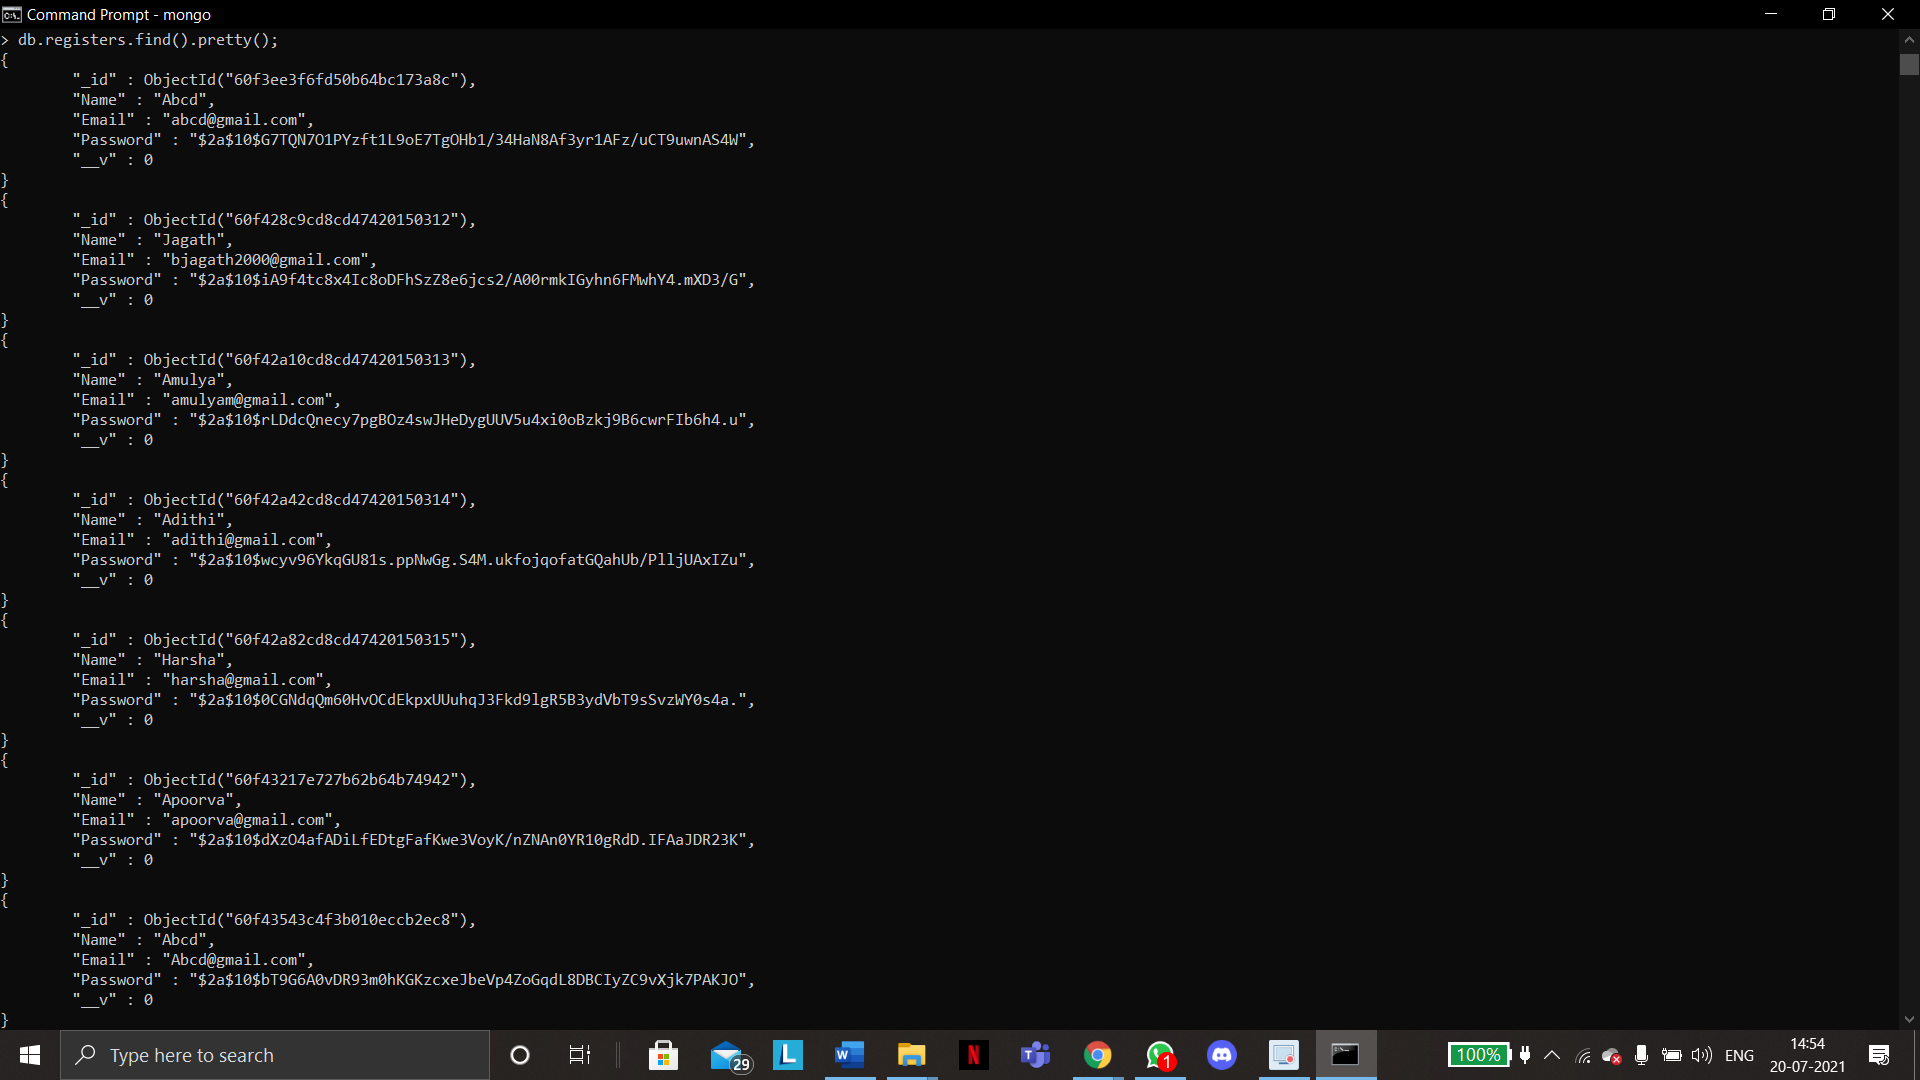 Command Prompt - mongo
> db.registers.find().pretty();
{
"_id" : ObjectId("60f3ee3f6fd50b64bc173a8c"),
"Name" : "Abcd",
"Email" : "abcd@gmail.com",
"Password" : "$2a$10$G7TQN7O1PYzft1L9oE7TgOHb1/34HaN8Af3yr1AFz/uCT9uwnAS4W",
"__v" : 0
}
{
"_id" : ObjectId("60f428c9cd8cd47420150312"),
"Name" : "Jagath",
"Email" : "bjagath2000@gmail.com",
"Password" : "$2a$10$iA9f4tc8x4Ic8oDFhSzZ8e6jcs2/A00rmkIGyhn6FMwhY4.mXD3/G",
"__v" : 0
}
{
"_id" : ObjectId("60f42a10cd8cd47420150313"),
"Name" : "Amulya",
"Email" : "amulyam@gmail.com",
"Password" : "$2a$10$rLDdcQnecy7pgBOz4swJHeDygUUV5u4xi0oBzkj9B6cwrFIb6h4.u",
"__v" : 0
}
{
"_id" : ObjectId("60f42a42cd8cd47420150314"),
"Name" : "Adithi",
"Email" : "adithi@gmail.com",
"Password" : "$2a$10$wcyv96YkqGU81s.ppNwGg.S4M.ukfojqofatGQahUb/PlljUAxIZu",
"__v" : 0
}
{
"_id" : ObjectId("60f42a82cd8cd47420150315"),
"Name" : "Harsha",
"Email" : "harsha@gmail.com",
"Password" : "$2a$10$0CGNdqQm60HvOCdEkpxUUuhqJ3Fkd9lgR5B3ydVbT9sSvzWY0s4a.",
"__v" : 0
}
{
"_id" : ObjectId("60f43217e727b62b64b74942"),
"Name" : "Apoorva",
"Email" : "apoorva@gmail.com",
"Password" : "$2a$10$dXzO4afADiLfEDtgFafKwe3VoyK/nZNAn0YR10gRdD.IFAaJDR23K",
"__v" : 0
}
{
"_id" : ObjectId("60f43543c4f3b010eccb2ec8"),
"Name" : "Abcd",
"Email" : "Abcd@gmail.com",
"Password" : "$2a$10$bT9G6A0vDR93m0hKGKzcxeJbeVp4ZoGqdL8DBCIyZC9vXjk7PAKJO",
"__v" : 0
}
Type here to search
29
1
100%
ENG
14:54
20-07-2021